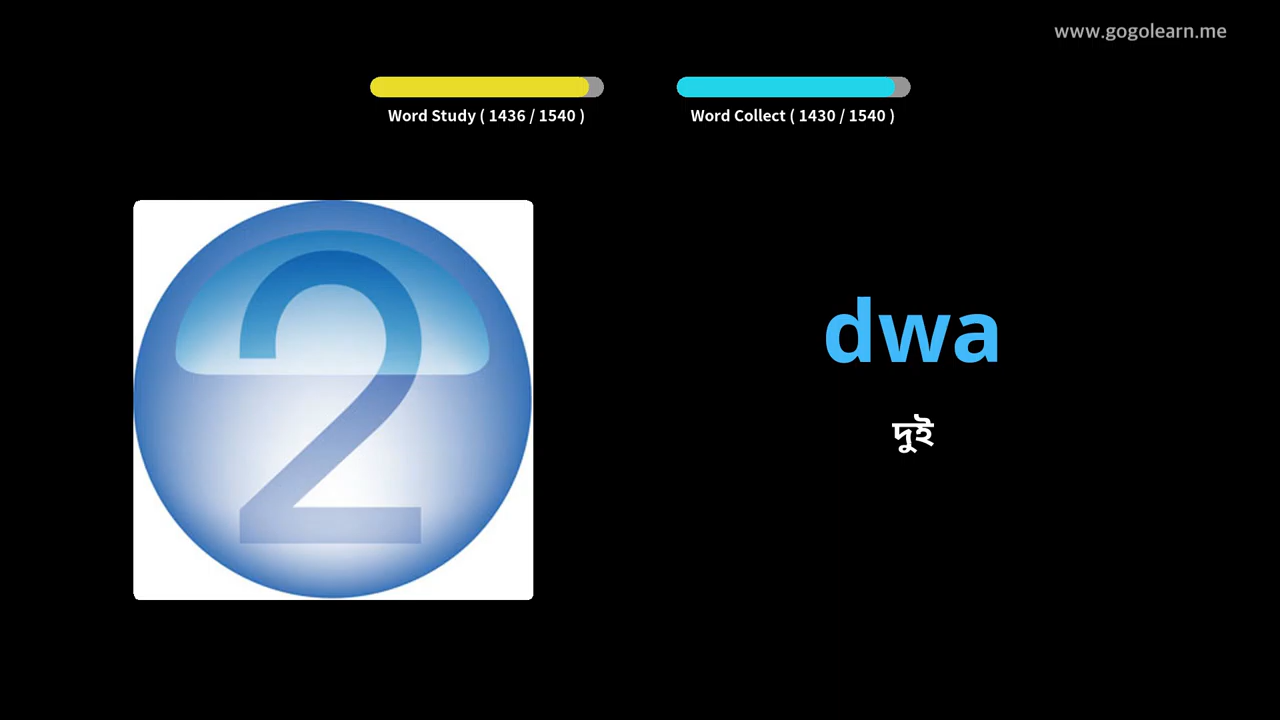 www.gogolearn.me
Word Study ( 1436 / 1540 )
Word Collect ( 1430 / 1540 )
2
dwa
দুই